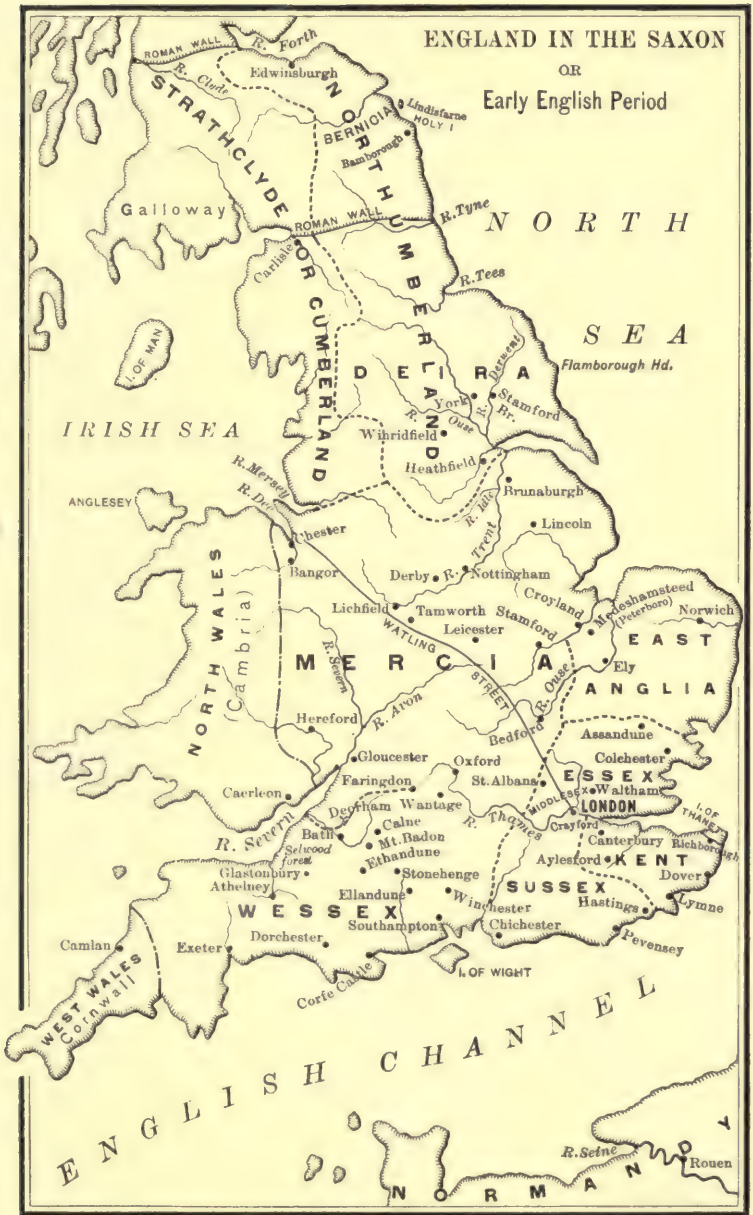 ENGLAND IN THE SAXON
OR
Early English Period
ROMAN WALL
R. Forth
Edwinsburgh
R. Clyde
STRATHCLYDE
OR CUMBERLAND
NORTHUMBERLAND
BERNICIA
Lindisfarne
HOLY I
Bamborough
Galloway
ROMAN WALL
R. Tyne
Carlisle
NORTH
SEA
R. Tees
I. OF MAN
DEIRA
R. Derwent
Flamborough Hd.
York
Stamford
Br.
R. Ouse
Wihridfield
Heathfield
IRISH SEA
R. Mersey
R. Dee
ANGLESEY
Brunaburgh
R. Idle
Lincoln
Chester
Bangor
R. Trent
Derby
Nottingham
Lichfield
Tamworth
Stamford
Croyland
Medeshamsteed
(Peterboro)
Norwich
WATLING
STREET
Leicester
NORTH WALES
(Cambria)
MERCIA
EAST
ANGLIA
Ely
R. Severn
R. Avon
R. Ouse
Bedford
Hereford
Assandune
Colchester
Gloucester
Oxford
St. Albans
ESSEX
Faringdon
Waltham
MIDDLESEX
LONDON
Caerleon
Deorham
Wantage
R. Thames
Crayford
I. OF
THANET
R. Severn
Bath
Calne
Mt. Badon
Canterbury
Richborough
Selwood
forest
Ethandune
Aylesford
KENT
Glastonbury
Stonehenge
Dover
Athelney
Ellandune
Winchester
SUSSEX
Hastings
Lymne
WESSEX
Southampton
Chichester
Pevensey
Camlan
Exeter
Dorchester
Corfe Castle
I. OF WIGHT
WEST WALES
Cornwall
ENGLISH CHANNEL
R. Seine
Rouen
NORMANDY